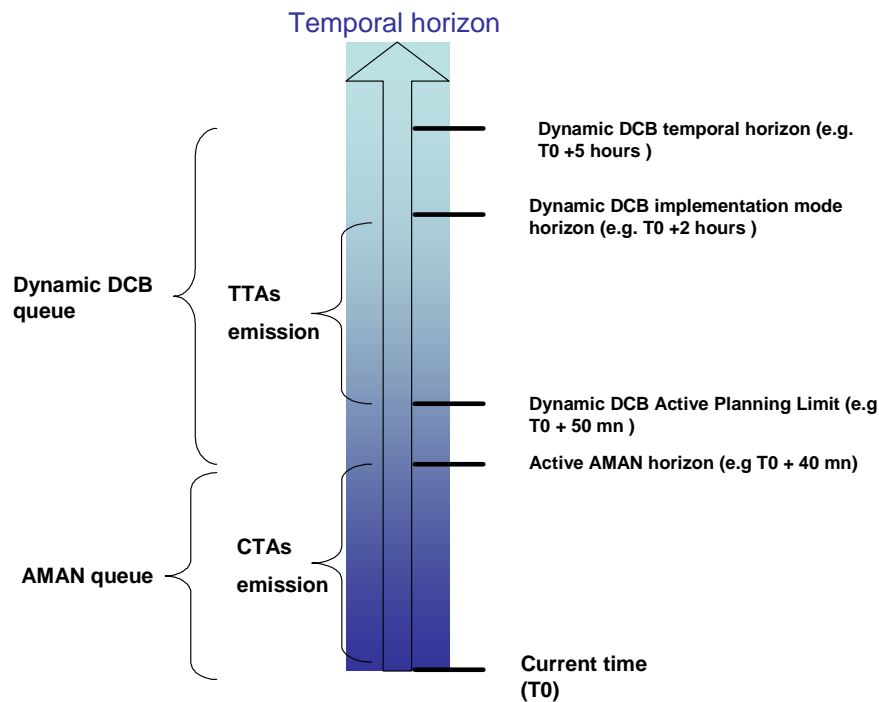 Temporal horizon
Dynamic DCB temporal horizon (e.g.
T0 +5 hours )
Dynamic DCB implementation mode
horizon (e.g. T0 +2 hours )
Dynamic DCB
queue
TTAs
emission
Dynamic DCB Active Planning Limit (e.g
T0 + 50 mn )
Active AMAN horizon (e.g T0 + 40 mn)
AMAN queue
CTAs
emission
Current time
(T0)